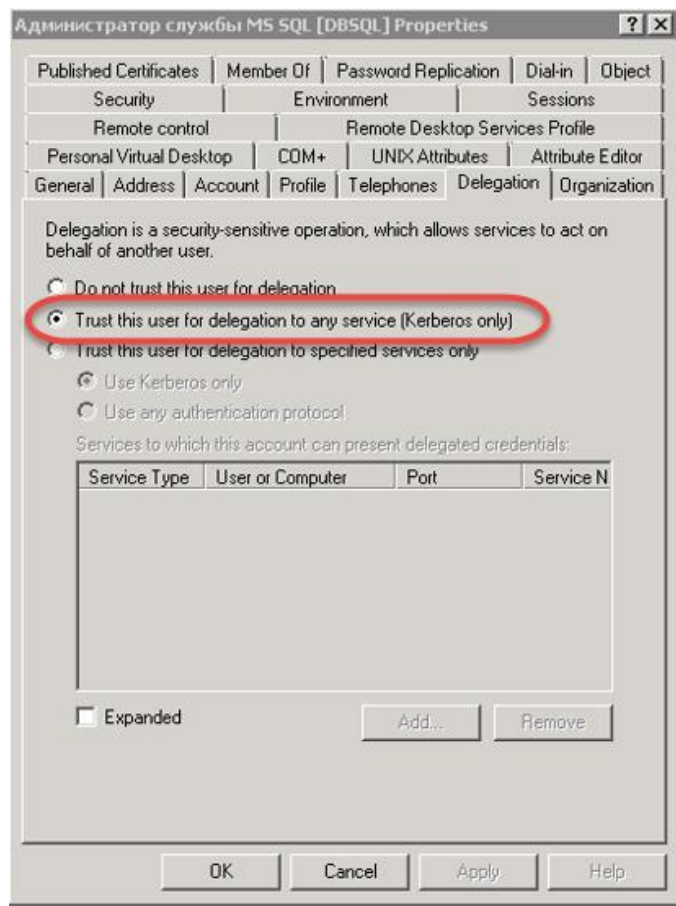 Администратор службы MS SQL [DBSQL] Properties ? X
Published Certificates Member Of Password Replication Dial-in Object
Security Environment Sessions
Remote control Remote Desktop Services Profile
Personal Virtual Desktop COM+ UNIX Attributes Attribute Editor
General Address Account Profile Telephones Delegation Organization
Delegation is a security-sensitive operation, which allows services to act on
behalf of another user.
Do not trust this user for delegation
Trust this user for delegation to any service (Kerberos only)
Trust this user for delegation to specified services only
Use Kerberos only
Use any authentication protocol
Services to which this account can present delegated credentials:
Service Type User or Computer Port Service N
Expanded Add... Remove
OK Cancel Apply Help